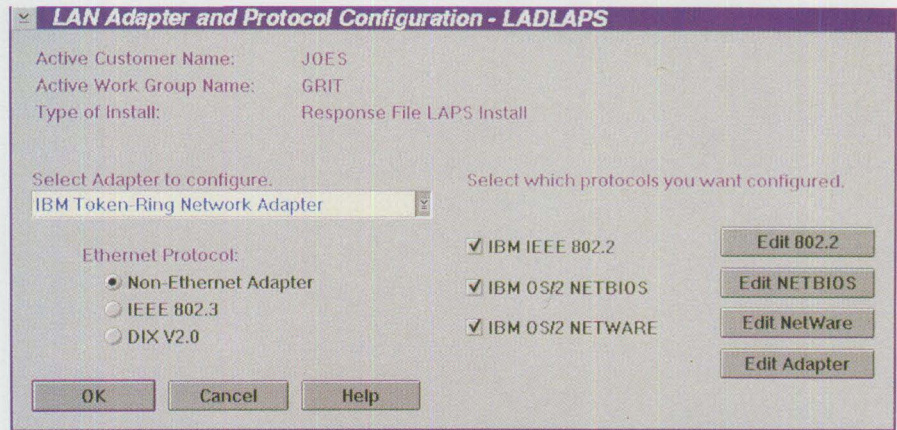 LAN Adapter and Protocol Configuration - LADLAPS
Active Customer Name: JOES
Active Work Group Name: GRIT
Type of Install: Response File LAPS Install
Select Adapter to configure.
IBM Token-Ring Network Adapter
Ethernet Protocol:
Non-Ethernet Adapter
IEEE 802.3
DIX V2.0
Select which protocols you want configured.
IBM IEEE 802.2
Edit 802.2
IBM OS/2 NETBIOS
Edit NETBIOS
IBM OS/2 NETWARE
Edit NetWare
Edit Adapter
OK
Cancel
Help